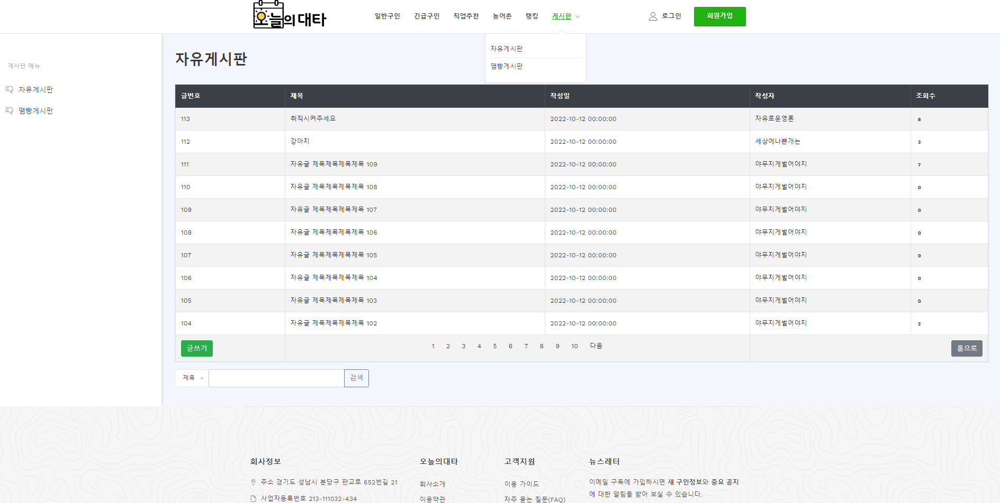 오늘의대타
일반구인 긴급구인 직업추천 농어촌 랭킹 게시판 로그인 회원가입
자유게시판
땜빵게시판
게시판 메뉴
자유게시판
땜빵게시판
자유게시판
글번호 제목 작성일 작성자 조회수
113 취직시켜주세요 2022-10-12 00:00:00 자유로운영혼 8
112 강아지 2022-10-12 00:00:00 세상에나쁜개는 3
111 자유글 제목제목제목제목 109 2022-10-12 00:00:00 야무지게벌어야지 7
110 자유글 제목제목제목제목 108 2022-10-12 00:00:00 야무지게벌어야지 0
109 자유글 제목제목제목제목 107 2022-10-12 00:00:00 야무지게벌어야지 0
108 자유글 제목제목제목제목 106 2022-10-12 00:00:00 야무지게벌어야지 0
107 자유글 제목제목제목제목 105 2022-10-12 00:00:00 야무지게벌어야지 0
106 자유글 제목제목제목제목 104 2022-10-12 00:00:00 야무지게벌어야지 0
105 자유글 제목제목제목제목 103 2022-10-12 00:00:00 야무지게벌어야지 0
104 자유글 제목제목제목제목 102 2022-10-12 00:00:00 야무지게벌어야지 2
글쓰기 1 2 3 4 5 6 7 8 9 10 다음 홈으로
제목 검색
회사정보
주소 경기도 성남시 분당구 판교로 652번길 21
사업자등록번호 213-111032-434
오늘의대타
회사소개
이용약관
고객지원
이용 가이드
자주 묻는 질문(FAQ)
뉴스레터
이메일 구독에 가입하시면 새 구인정보와 중요 공지
에 대한 알림을 받아 보실 수 있습니다.